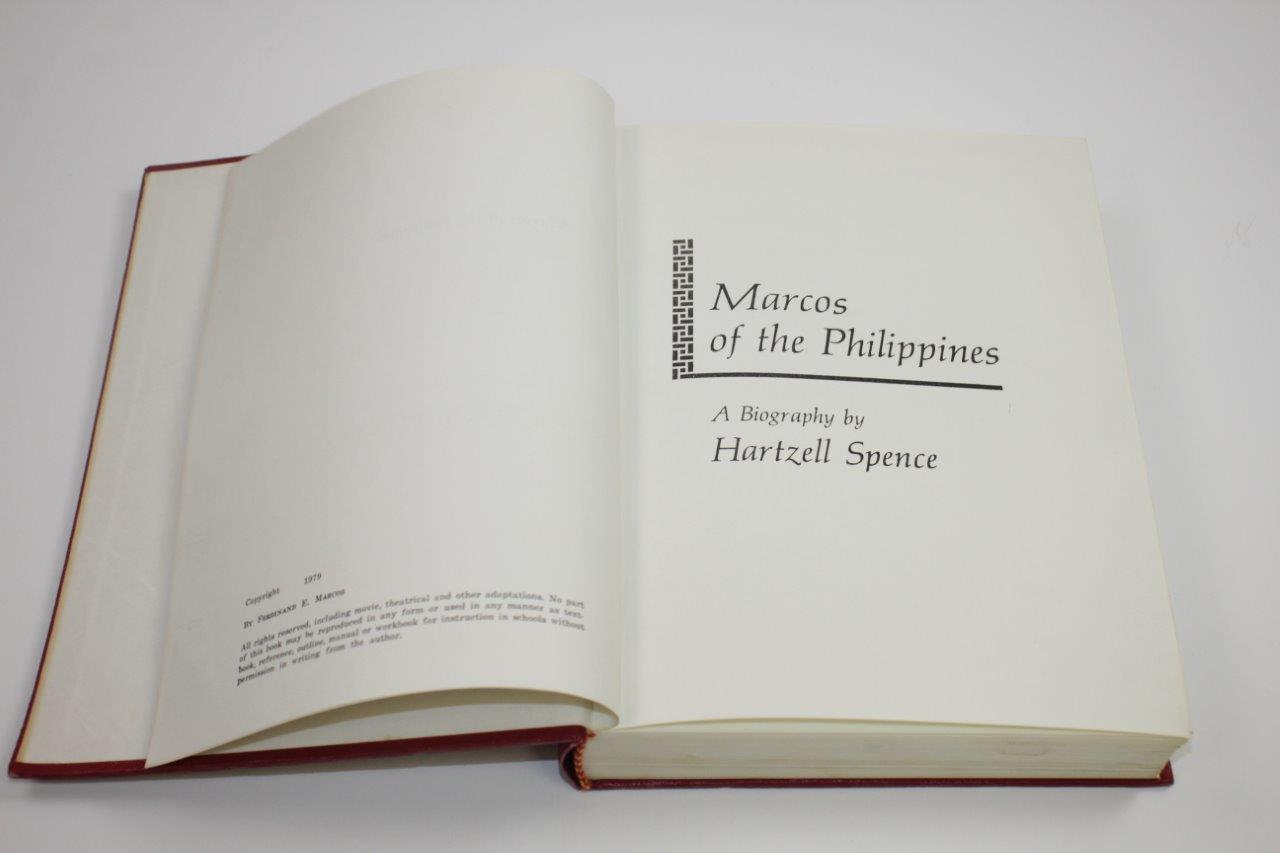 Copyright 1979
By Ferdinand E. Marcos
All rights reserved, including movie, theatrical and other adaptations. No part
of this book may be reproduced in any form or used in any manner as text-
book, reference, outline, manual or workbook for instruction in schools without
permission in writing from the author.
Marcos
of the Philippines
A Biography by
Hartzell Spence